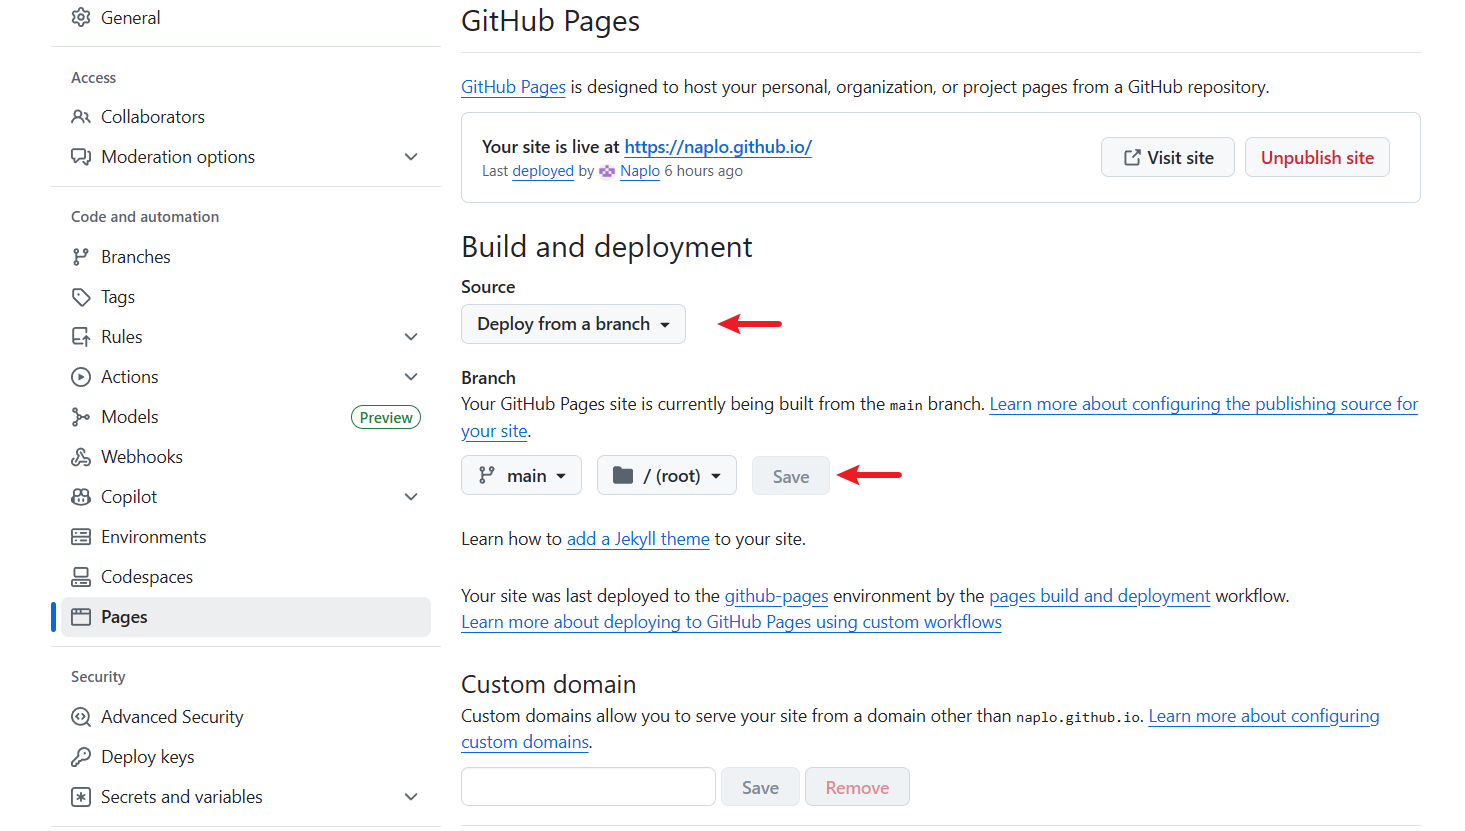 General
Access
Collaborators
Moderation options
Code and automation
Branches
Tags
Rules
Actions
Models Preview
Webhooks
Copilot
Environments
Codespaces
Pages
Security
Advanced Security
Deploy keys
Secrets and variables
GitHub Pages
GitHub Pages is designed to host your personal, organization, or project pages from a GitHub repository.
Your site is live at https://naplo.github.io/
Last deployed by Naplo 6 hours ago
Visit site
Unpublish site
Build and deployment
Source
Deploy from a branch
Branch
Your GitHub Pages site is currently being built from the main branch. Learn more about configuring the publishing source for
your site.
main / (root) Save
Learn how to add a Jekyll theme to your site.
Your site was last deployed to the github-pages environment by the pages build and deployment workflow.
Learn more about deploying to GitHub Pages using custom workflows
Custom domain
Custom domains allow you to serve your site from a domain other than naplo.github.io. Learn more about configuring
custom domains.
Save Remove